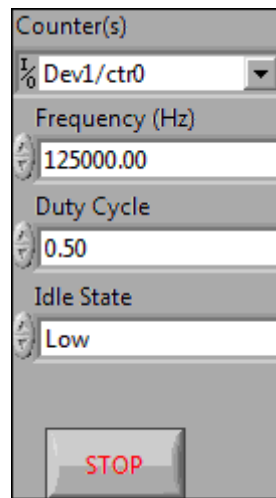 Counter(s)
I/O Dev1/ctr0
Frequency (Hz)
125000.00
Duty Cycle
0.50
Idle State
Low
STOP